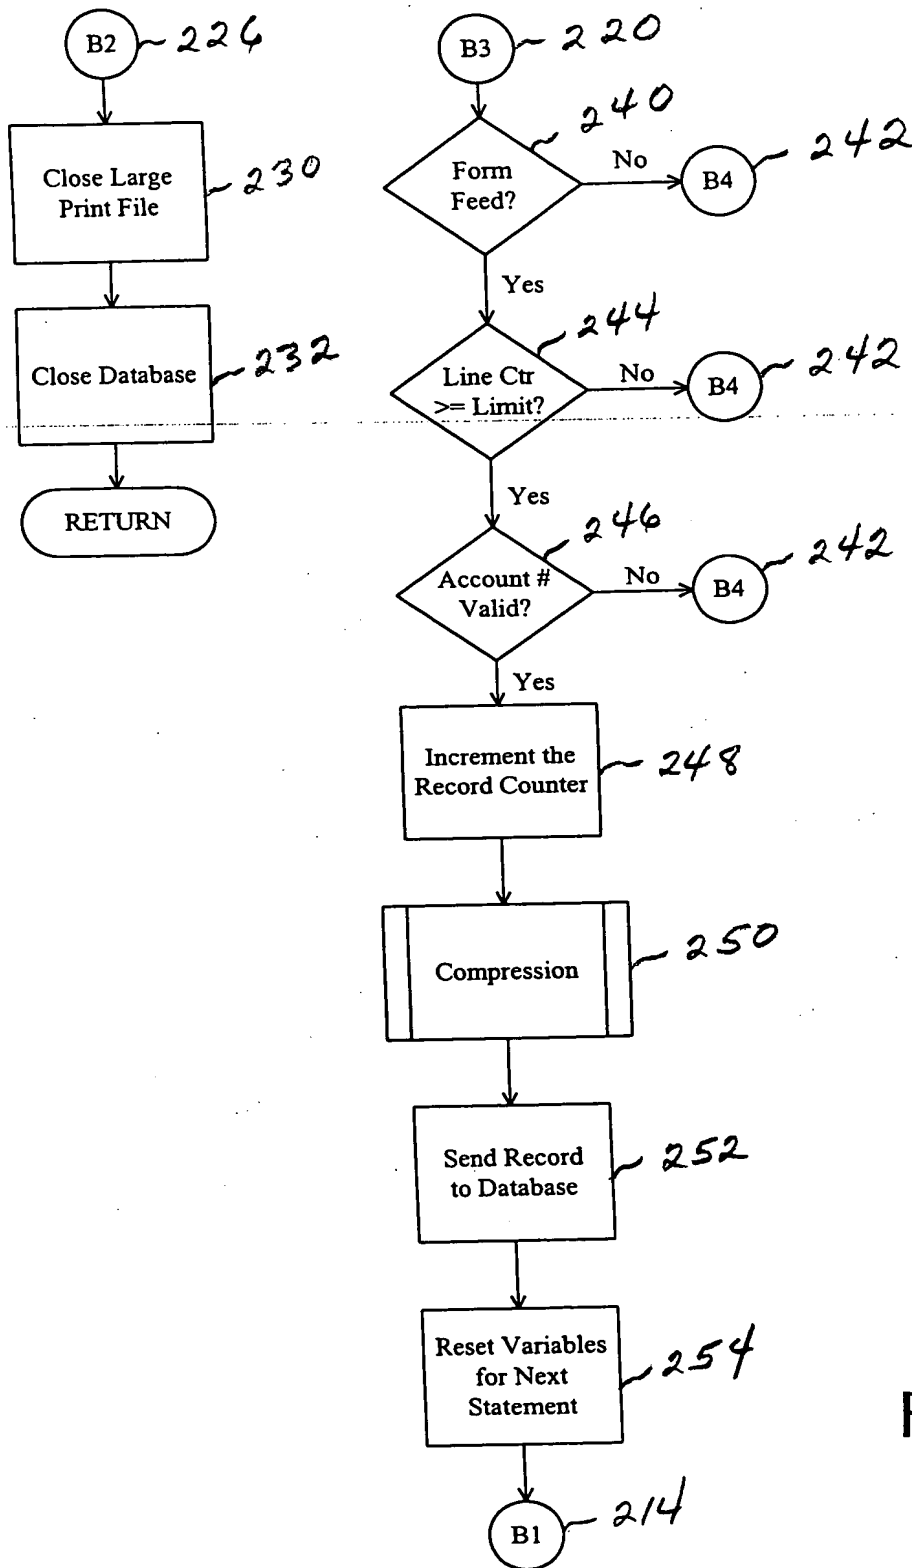 B2
226
Close Large
Print File
230
Close Database
232
RETURN
B3
220
Form
Feed?
240
No
B4
242
Yes
Line Ctr
>= Limit?
244
No
B4
242
Yes
Account #
Valid?
246
No
B4
242
Yes
Increment the
Record Counter
248
Compression
250
Send Record
to Database
252
Reset Variables
for Next
Statement
254
B1
214